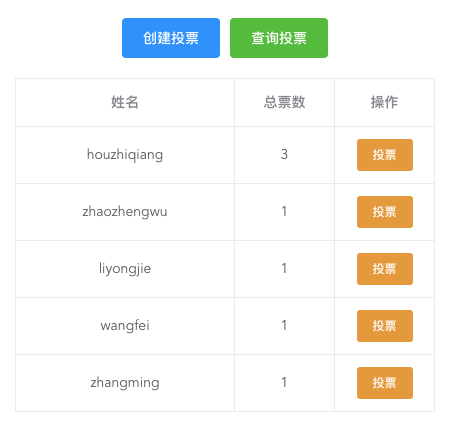 创建投票 查询投票
姓名 总票数 操作
houzhiqiang 3 投票
zhaozhengwu 1 投票
liyongjie 1 投票
wangfei 1 投票
zhangming 1 投票